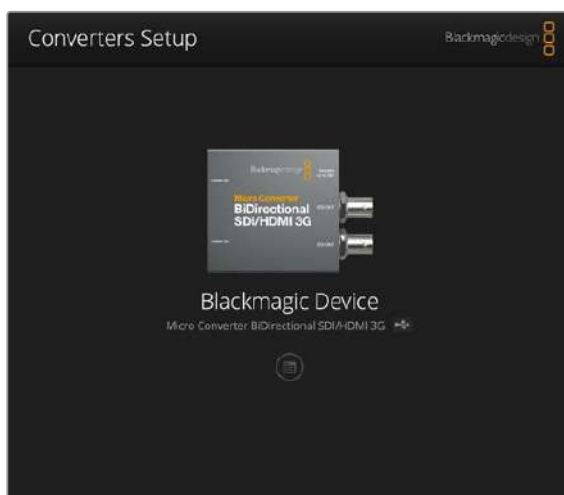 Converters Setup
Blackmagicdesign
Blackmagicdesign
Micro Converter
BiDirectional
SDI/HDMI 3G
Blackmagic Device
Micro Converter BiDirectional SDI/HDMI 3G